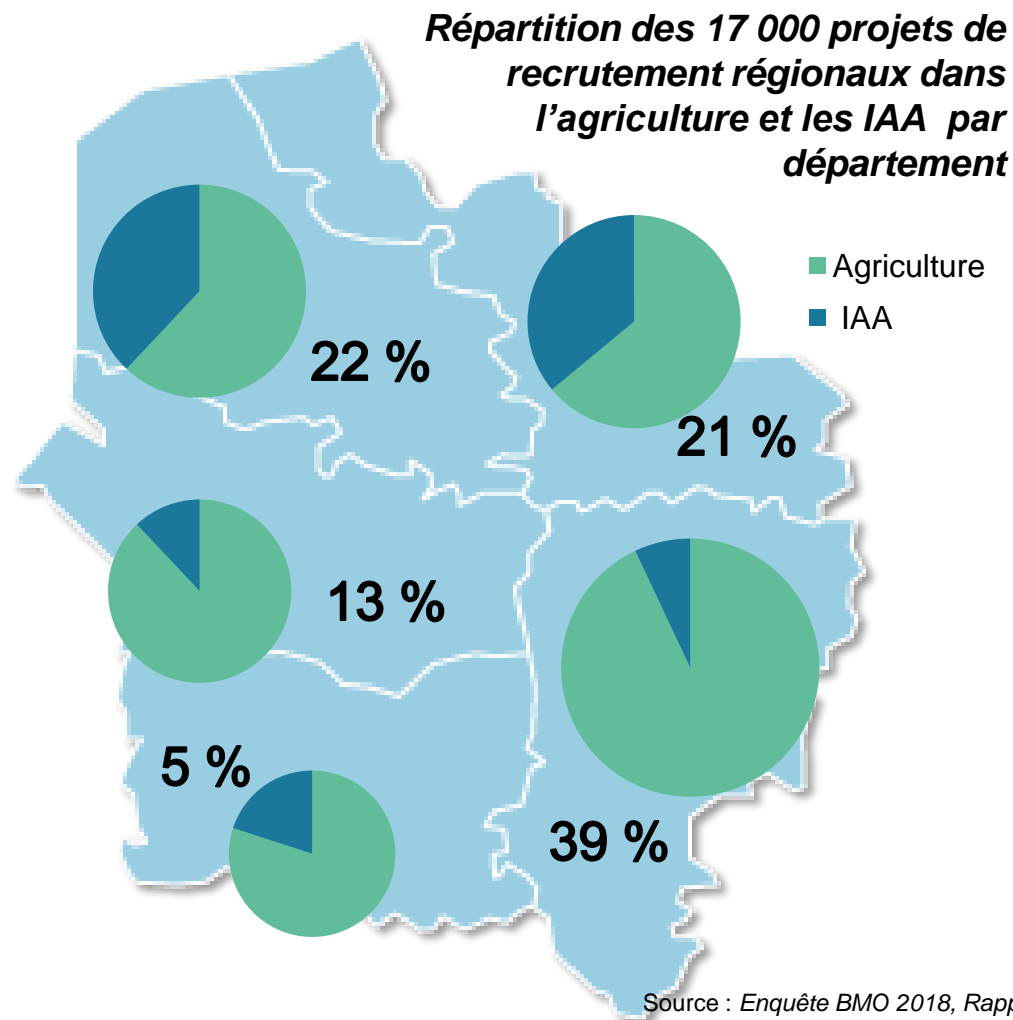 Répartition des 17 000 projets de
recrutement régionaux dans
l'agriculture et les IAA par
département
Agriculture
IAA
22 %
21 %
13 %
5 %
39 %
Source : Enquête BMO 2018,